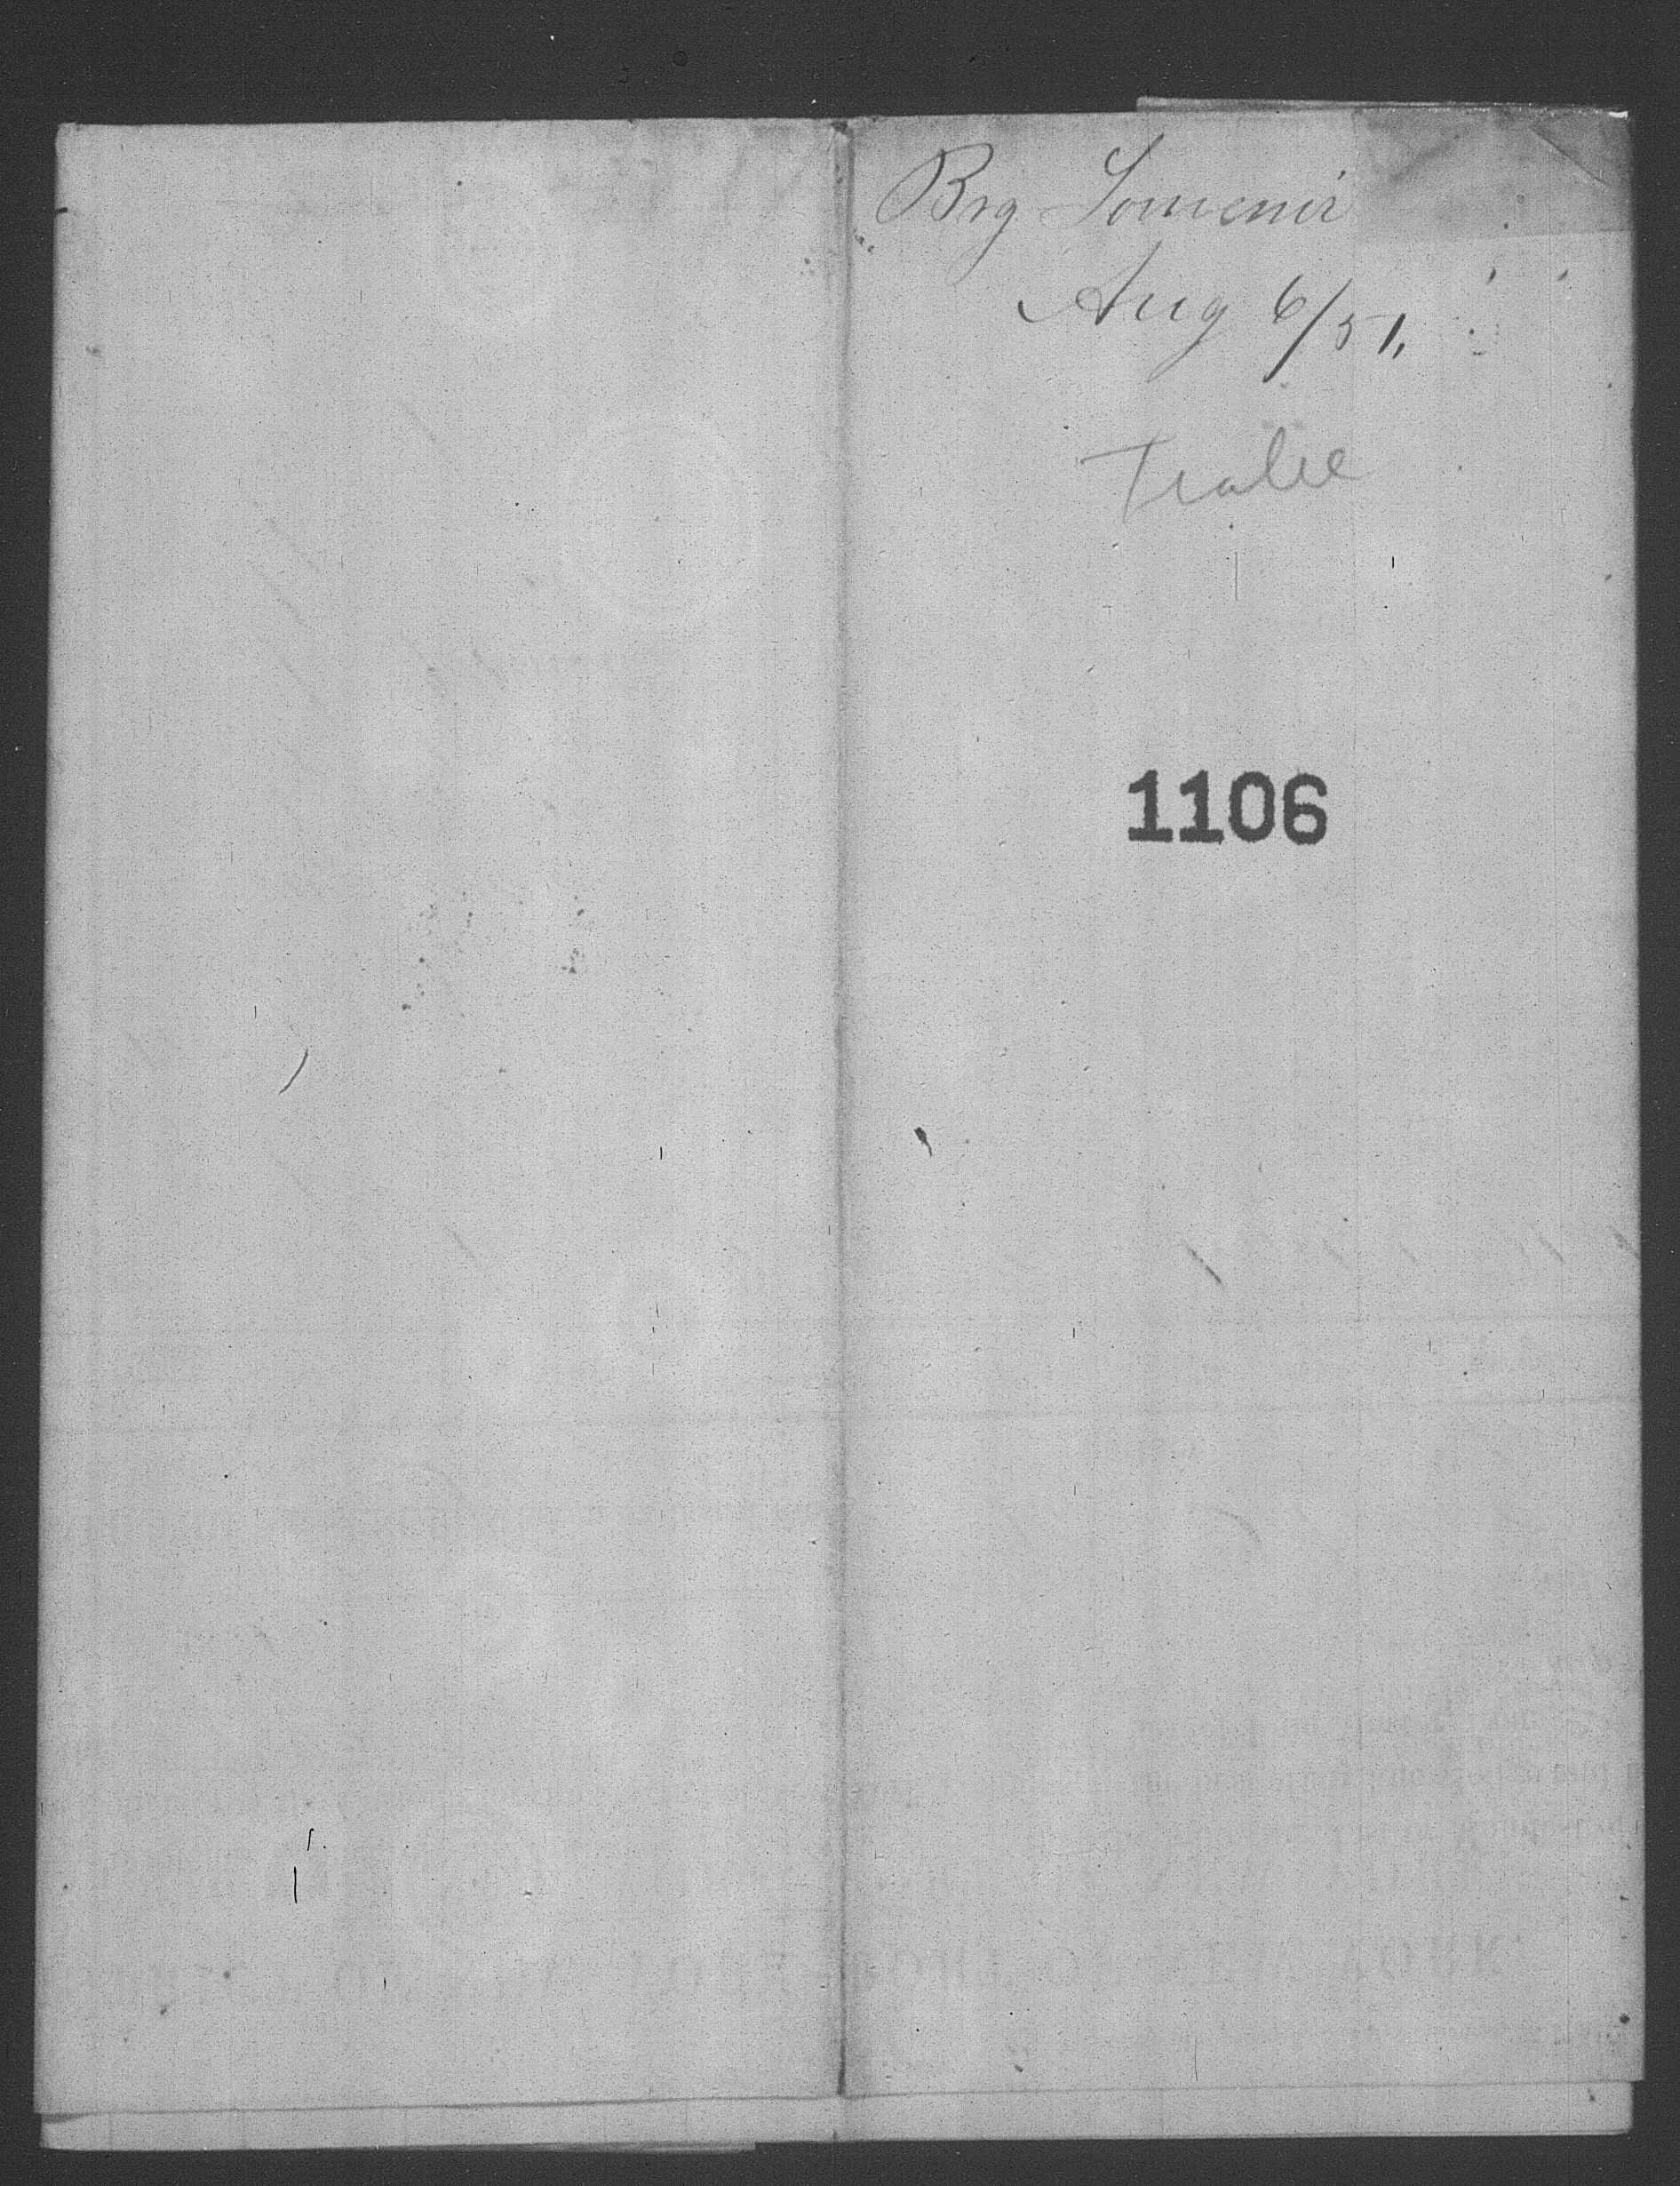 Brg Souvenir
Aug 6/51,
Tralee
1106